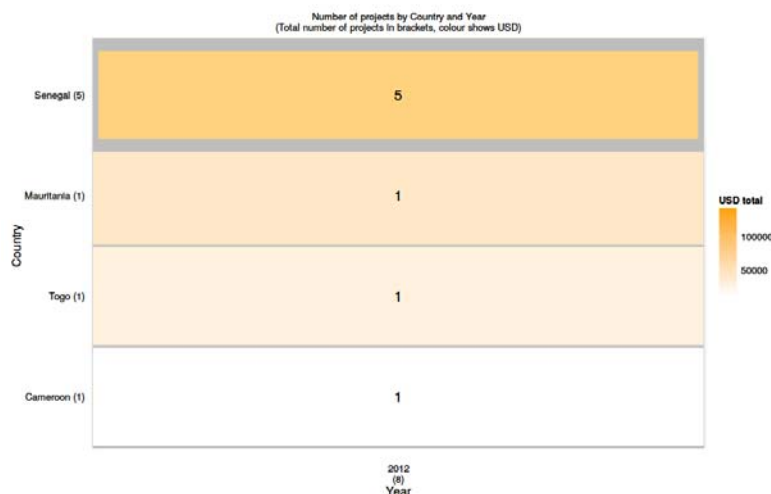 Number of projects by Country and Year
(Total number of projects in brackets, colour shows USD)
Senegal (5)
5
Mauritania (1)
1
Country
USD total
100000
50000
Togo (1)
1
Cameroon (1)
1
2012
(8)
Year